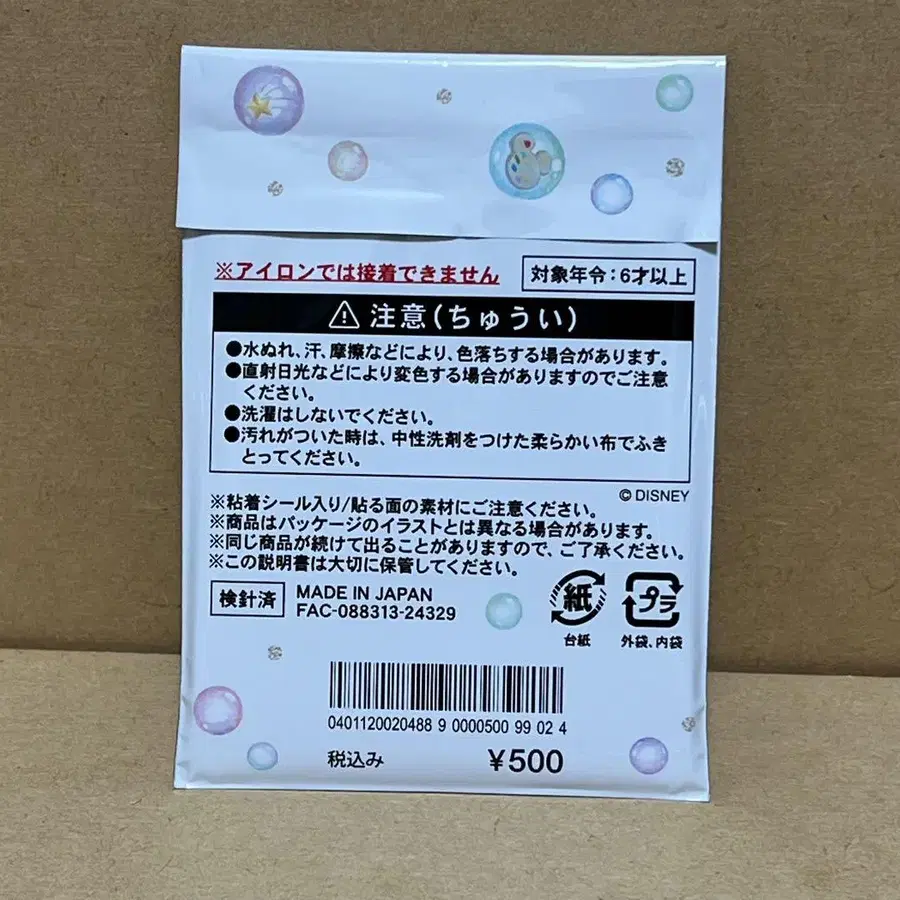 ※アイロンでは接着できません
対象年令:6才以上
注意(ちゅうい)
●水ぬれ、汗、摩擦などにより、色落ちする場合があります。
●直射日光などにより変色する場合がありますのでご注意
ください。
●洗濯はしないでください。
●汚れがついた時は、中性洗剤をつけた柔らかい布でふき
とってください。
© DISNEY
※粘着シール入り/貼る面の素材にご注意ください。
※商品はパッケージのイラストとは異なる場合があります。
※同じ商品が続けて出ることがありますので、ご了承ください。
※この説明書は大切に保管してください。
検針済
MADE IN JAPAN
FAC-088313-24329
紙
台紙
プラ
外袋、内袋
0401120020488 9 0000500 99 02 4
税込み
¥500